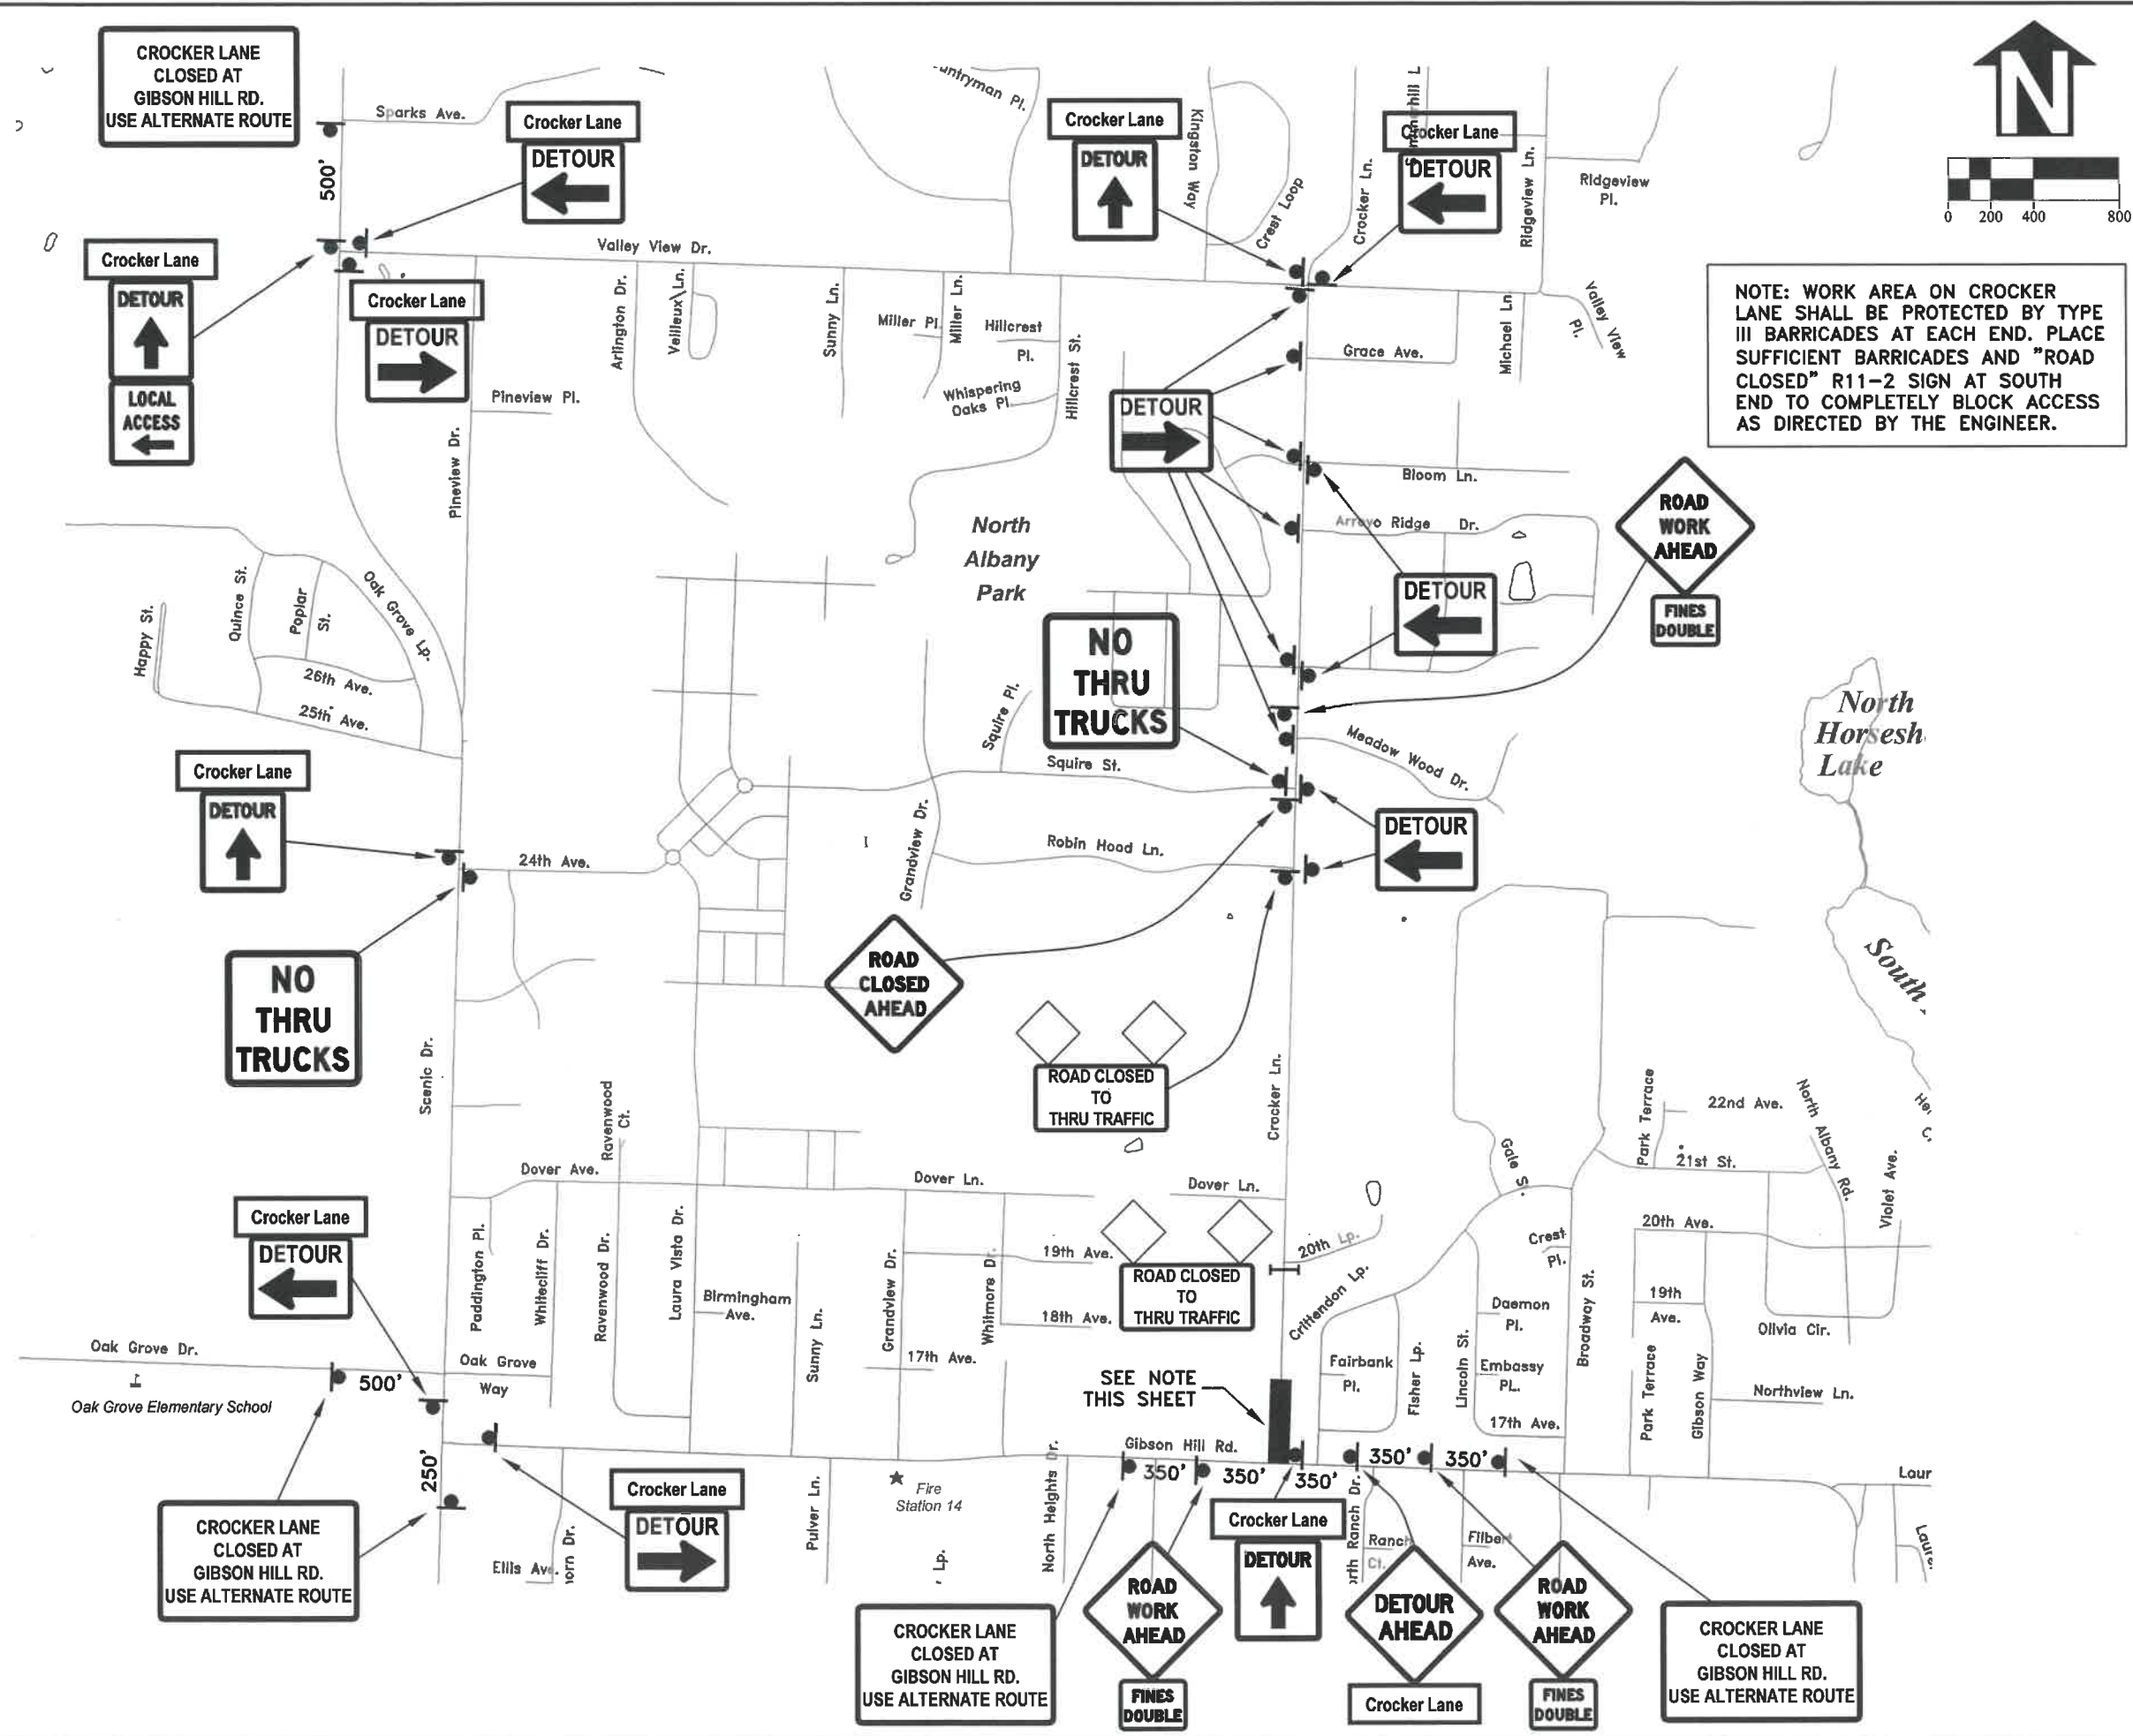 CROCKER LANE
CLOSED AT
GIBSON HILL RD.
USE ALTERNATE ROUTE
Sparks Ave.
500'
Crocker Lane
DETOUR
Crocker Lane
DETOUR
LOCAL
ACCESS
Crocker Lane
DETOUR
Valley View Dr.
Pineview Pl.
Pineview Dr.
Arlington Dr.
Veilleux Ln.
Sunny Ln.
Miller Pl.
Miller Ln.
Hillcrest
Pl.
Whispering
Oaks Pl.
Hillcrest St.
Crocker Lane
DETOUR
Kingston Way
Crest Loop
Crocker Ln.
Crocker Lane
DETOUR
Ridgeview Ln.
Ridgeview
Pl.
N
0 200 400 800
NOTE: WORK AREA ON CROCKER
LANE SHALL BE PROTECTED BY TYPE
III BARRICADES AT EACH END. PLACE
SUFFICIENT BARRICADES AND "ROAD
CLOSED" R11-2 SIGN AT SOUTH
END TO COMPLETELY BLOCK ACCESS
AS DIRECTED BY THE ENGINEER.
Grace Ave.
Michael Ln.
Valley View
Pl.
DETOUR
Bloom Ln.
Arroyo Ridge Dr.
DETOUR
ROAD
WORK
AHEAD
FINES
DOUBLE
North
Albany
Park
NO
THRU
TRUCKS
Happy St.
Quince St.
Poplar
St.
Oak Grove Lp.
26th Ave.
25th Ave.
Squire Pl.
Squire St.
Meadow Wood Dr.
North
Horsesh
Lake
South
Crocker Lane
DETOUR
24th Ave.
Grandview Dr.
Robin Hood Ln.
DETOUR
NO
THRU
TRUCKS
ROAD
CLOSED
AHEAD
ROAD CLOSED
TO
THRU TRAFFIC
Scenic Dr.
Ravenwood
Ct.
Crocker Ln.
Dover Ave.
Dover Ln.
Dover Ln.
Gale S.
Park Terrace
22nd Ave.
21st St.
North Albany Rd.
Violet Ave.
Crocker Lane
DETOUR
Paddington Pl.
Whitecliff Dr.
Ravenwood Dr.
Laura Vista Dr.
Birmingham
Ave.
Sunny Ln.
Grandview Dr.
Whitmore Dr.
19th Ave.
18th Ave.
17th Ave.
ROAD CLOSED
TO
THRU TRAFFIC
20th Lp.
Crittendon Lp.
Crest
Pl.
20th Ave.
19th
Ave.
Daemon
Pl.
Broadway St.
Olivia Cir.
Fairbank
Pl.
Fisher Lp.
Lincoln St.
Embassy
PL.
17th Ave.
Park Terrace
Gibson Way
Northview Ln.
Oak Grove Dr.
Oak Grove
Way
500'
Oak Grove Elementary School
250'
SEE NOTE
THIS SHEET
Gibson Hill Rd.
350' 350' 350' 350' 350'
Laur
CROCKER LANE
CLOSED AT
GIBSON HILL RD.
USE ALTERNATE ROUTE
Ellis Ave.
Crocker Lane
DETOUR
Pulver Ln.
Fire
Station 14
Lp.
North Heights Dr.
CROCKER LANE
CLOSED AT
GIBSON HILL RD.
USE ALTERNATE ROUTE
ROAD
WORK
AHEAD
FINES
DOUBLE
Crocker Lane
DETOUR
Ranch Dr.
Ranch
Ct.
DETOUR
AHEAD
Crocker Lane
Filbert
Ave.
ROAD
WORK
AHEAD
FINES
DOUBLE
CROCKER LANE
CLOSED AT
GIBSON HILL RD.
USE ALTERNATE ROUTE